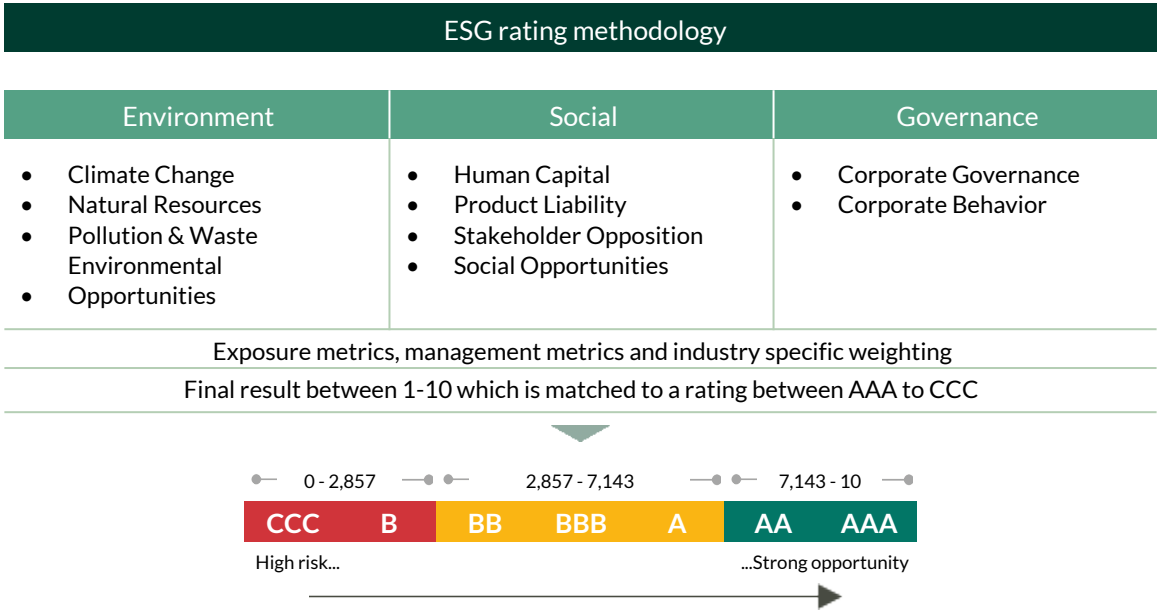 ESG rating methodology
Environment
Social
Governance
• Climate Change
• Natural Resources
• Pollution & Waste
Environmental
• Opportunities
• Human Capital
• Product Liability
• Stakeholder Opposition
• Social Opportunities
• Corporate Governance
• Corporate Behavior
Exposure metrics, management metrics and industry specific weighting
Final result between 1-10 which is matched to a rating between AAA to CCC
0 - 2,857
2,857 - 7,143
7,143 - 10
CCC B BB BBB A AA AAA
High risk...
...Strong opportunity